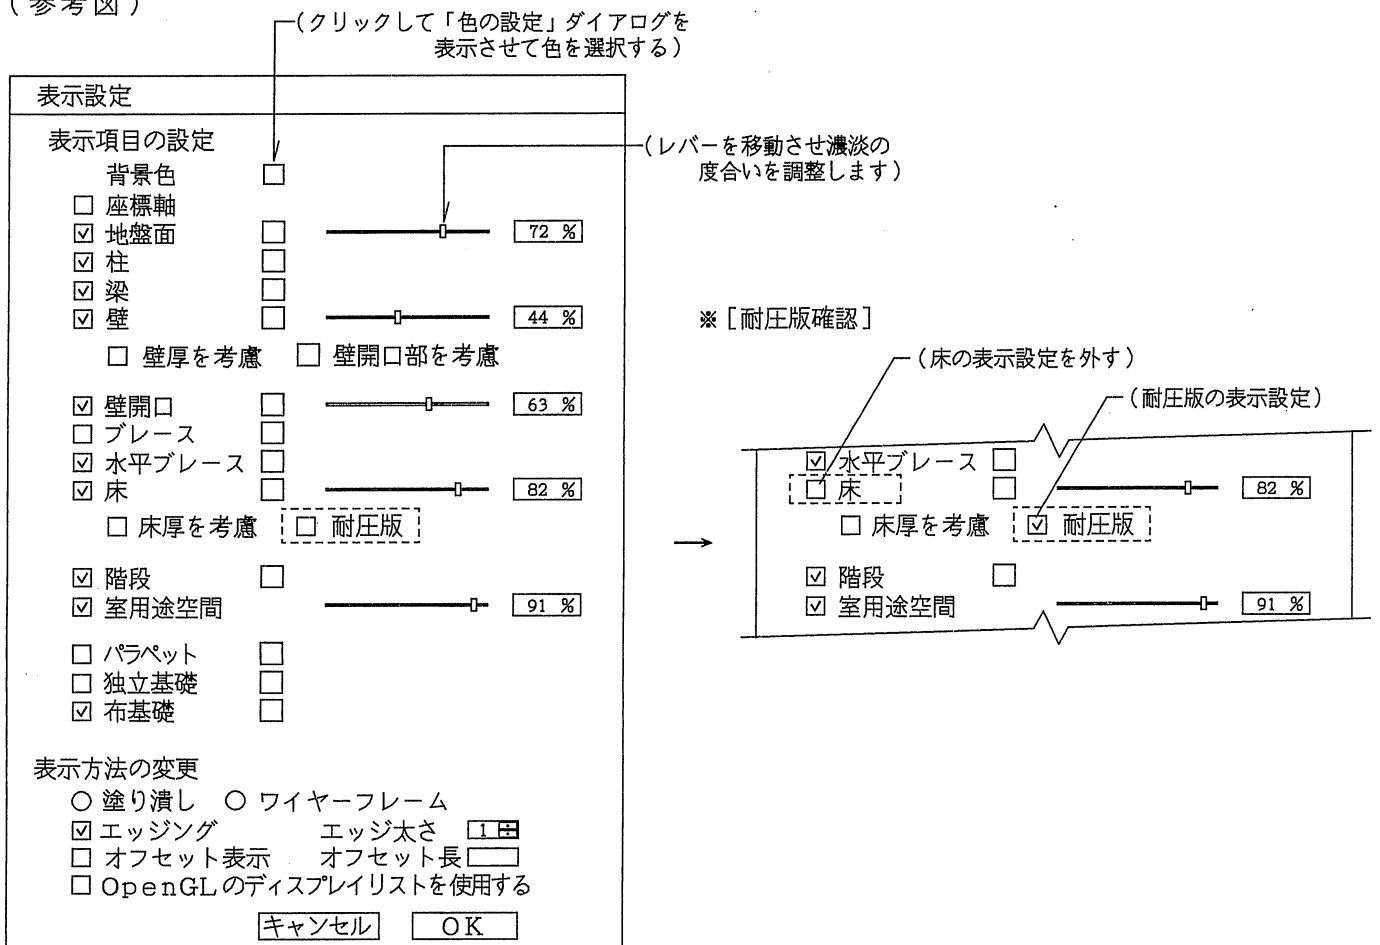 (参考図)
(クリックして「色の設定」ダイアログを
表示させて色を選択する)
表示設定
表示項目の設定
(レバーを移動させ濃淡の
度合いを調整します)
背景色
座標軸
地盤面 72 %
柱
梁
壁 44 %
壁厚を考慮 壁開口部を考慮
壁開口 63 %
ブレース
水平ブレース
床 82 %
床厚を考慮 耐圧版
階段
室用途空間 91 %
パラペット
独立基礎
布基礎
表示方法の変更
塗り潰し ワイヤーフレーム
エッジング エッジ太さ 1
オフセット表示 オフセット長
OpenGLのディスプレイリストを使用する
キャンセル OK
※[耐圧版確認]
(床の表示設定を外す)
(耐圧版の表示設定)
水平ブレース
床 82 %
床厚を考慮 耐圧版
階段
室用途空間 91 %